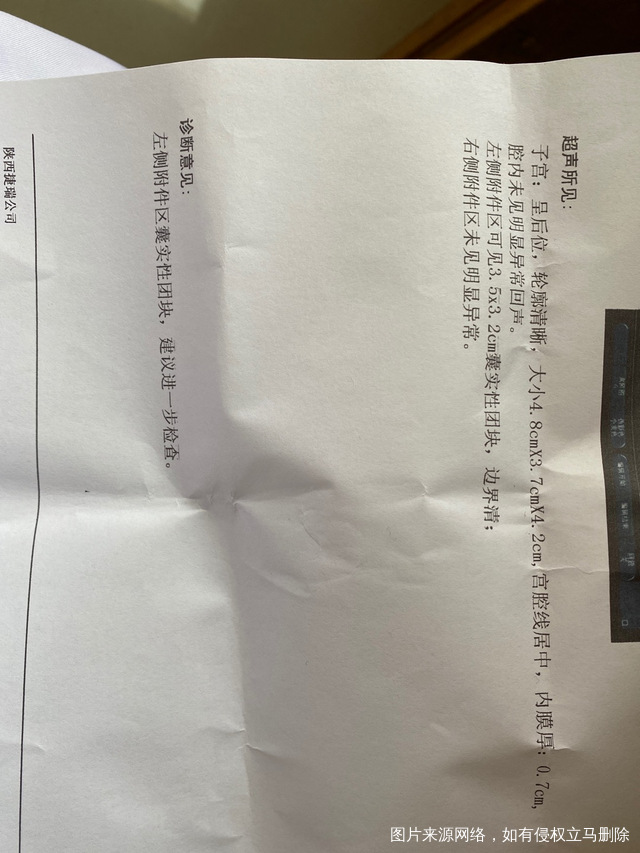 超声所见：
子宫：呈后位，轮廓清晰，大小4.8cmX3.7cmX4.2cm,宫腔线居中，内膜厚：0.7cm,
腔内未见明显异常回声。
左侧附件区可见3.5x3.2cm囊实性团块，边界清；
右侧附件区未见明显异常。
诊断意见：
左侧附件区囊实性团块，建议进一步检查。
陕西捷瑞公司
图片来源网络，如有侵权立马删除